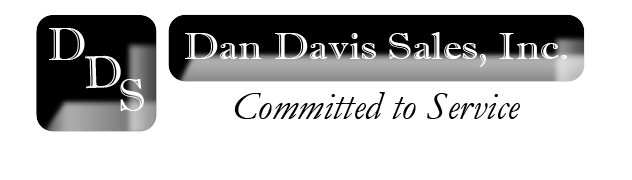 DDS
Dan Davis Sales, Inc.
Committed to Service